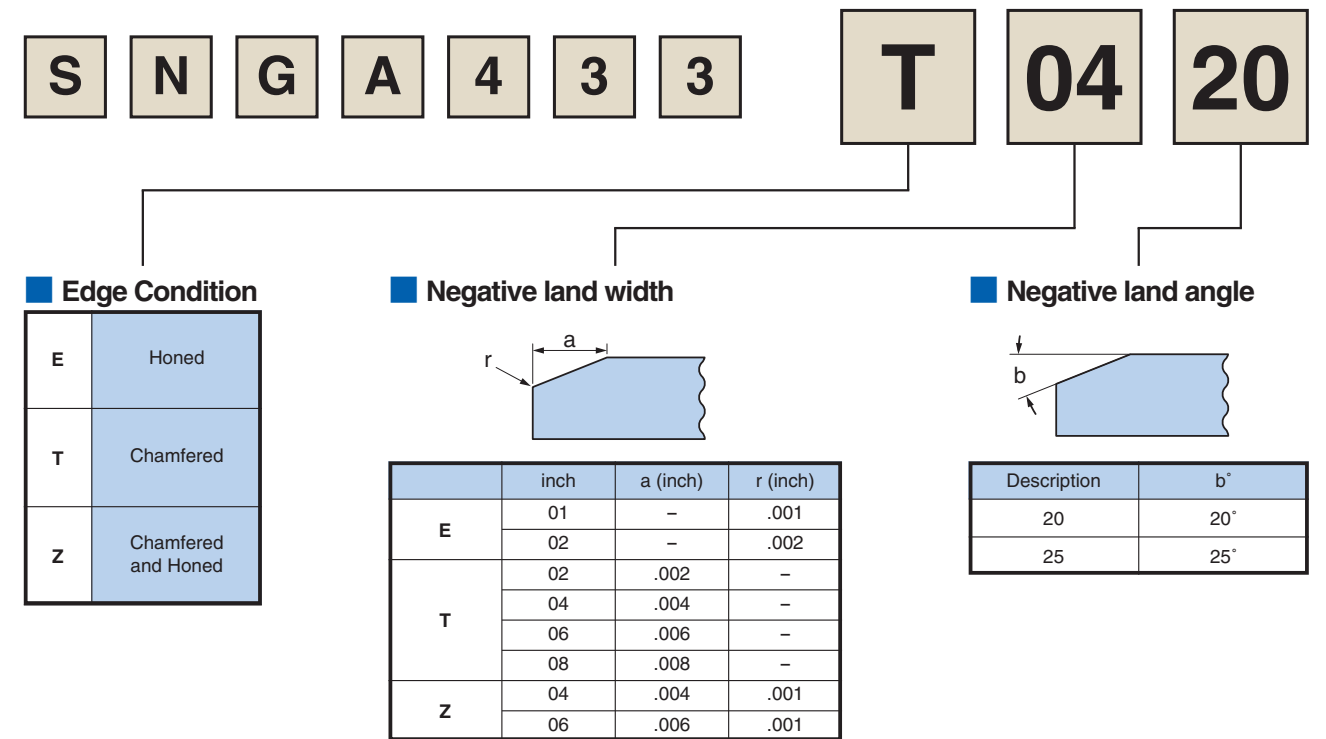 S N G A 4 3 3 T 04 20
Edge Condition
E Honed
T Chamfered
Z Chamfered
and Honed
Negative land width
a
r
inch a (inch) r (inch)
E 01 – .001
02 – .002
T 02 .002 –
04 .004 –
06 .006 –
08 .008 –
Z 04 .004 .001
06 .006 .001
Negative land angle
b
Description b˚
20 20˚
25 25˚